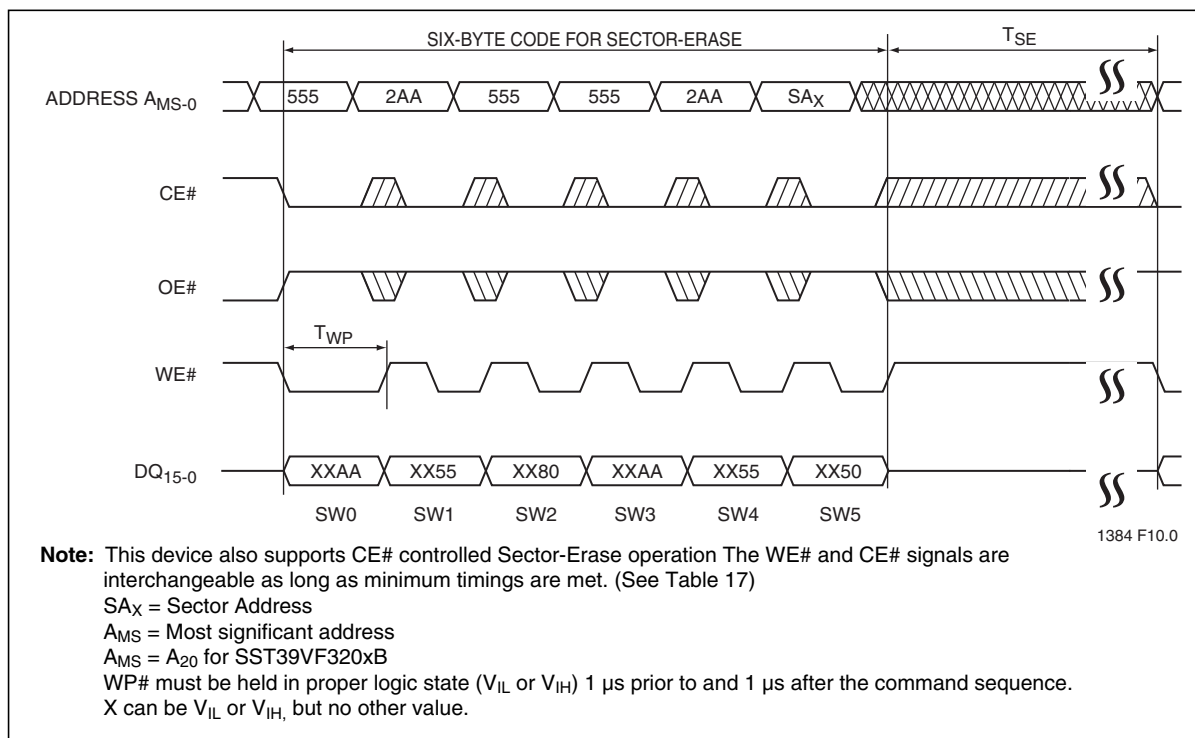 SIX-BYTE CODE FOR SECTOR-ERASE
TSE
ADDRESS AMS-0
555 2AA 555 555 2AA SAX
CE#
OE#
TWP
WE#
DQ15-0
XXAA XX55 XX80 XXAA XX55 XX50
SW0 SW1 SW2 SW3 SW4 SW5
1384 F10.0
Note: This device also supports CE# controlled Sector-Erase operation The WE# and CE# signals are
interchangeable as long as minimum timings are met. (See Table 17)
SAX = Sector Address
AMS = Most significant address
AMS = A20 for SST39VF320xB
WP# must be held in proper logic state (VIL or VIH) 1 µs prior to and 1 µs after the command sequence.
X can be VIL or VIH, but no other value.